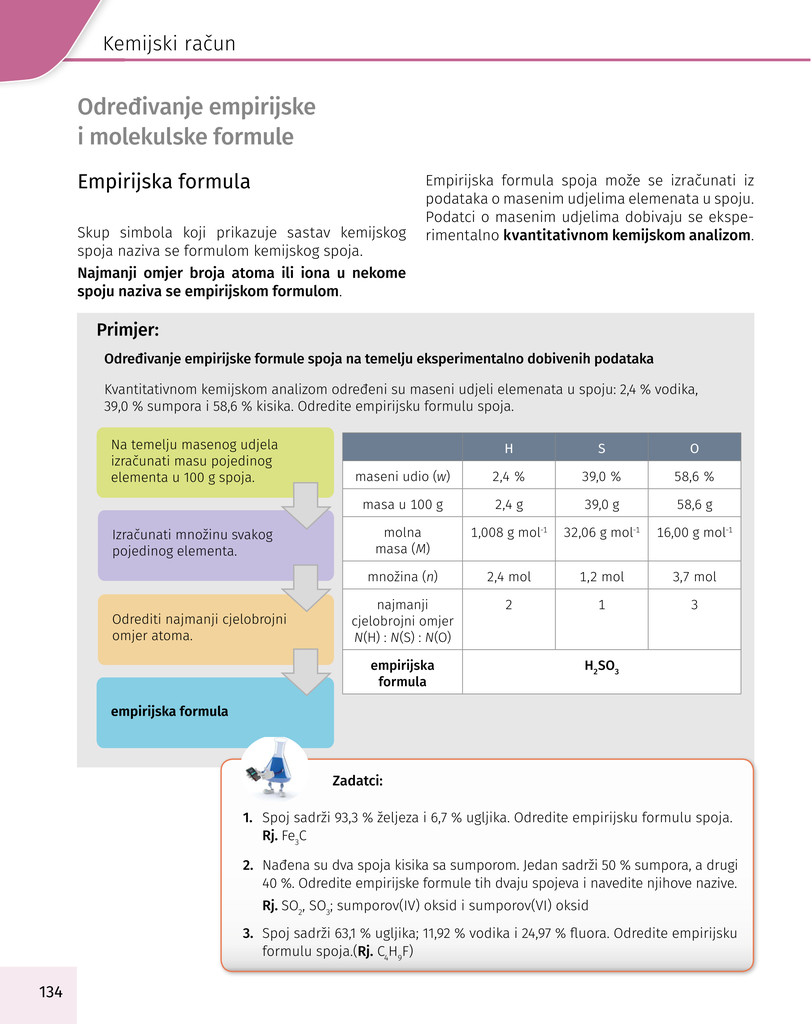 Kemijski račun
Određivanje empirijske
i molekulske formule
Empirijska formula
Skup simbola koji prikazuje sastav kemijskog
spoja naziva se formulom kemijskog spoja.
Najmanji omjer broja atoma ili iona u nekome
spoju naziva se empirijskom formulom.
Empirijska formula spoja može se izračunati iz
podataka o masenim udjelima elemenata u spoju.
Podatci o masenim udjelima dobivaju se ekspe-
rimentalno kvantitativnom kemijskom analizom.
Primjer:
Određivanje empirijske formule spoja na temelju eksperimentalno dobivenih podataka
Kvantitativnom kemijskom analizom određeni su maseni udjeli elemenata u spoju: 2,4 % vodika,
39,0 % sumpora i 58,6 % kisika. Odredite empirijsku formulu spoja.
Na temelju masenog udjela
izračunati masu pojedinog
elementa u 100 g spoja.
Izračunati množinu svakog
pojedinog elementa.
Odrediti najmanji cjelobrojni
omjer atoma.
empirijska formula
H S O
maseni udio (w) 2,4 % 39,0 % 58,6 %
masa u 100 g 2,4 g 39,0 g 58,6 g
molna 1,008 g mol⁻¹ 32,06 g mol⁻¹ 16,00 g mol⁻¹
masa (M)
množina (n) 2,4 mol 1,2 mol 3,7 mol
najmanji 2 1 3
cjelobrojni omjer
N(H) : N(S) : N(O)
empirijska H₂SO₃
formula
Zadatci:
1. Spoj sadrži 93,3 % željeza i 6,7 % ugljika. Odredite empirijsku formulu spoja.
Rj. Fe₃C
2. Nađena su dva spoja kisika sa sumporom. Jedan sadrži 50 % sumpora, a drugi
40 %. Odredite empirijske formule tih dvaju spojeva i navedite njihove nazive.
Rj. SO₂, SO₃; sumporov(IV) oksid i sumporov(VI) oksid
3. Spoj sadrži 63,1 % ugljika; 11,92 % vodika i 24,97 % fluora. Odredite empirijsku
formulu spoja.(Rj. C₄H₉F)
134